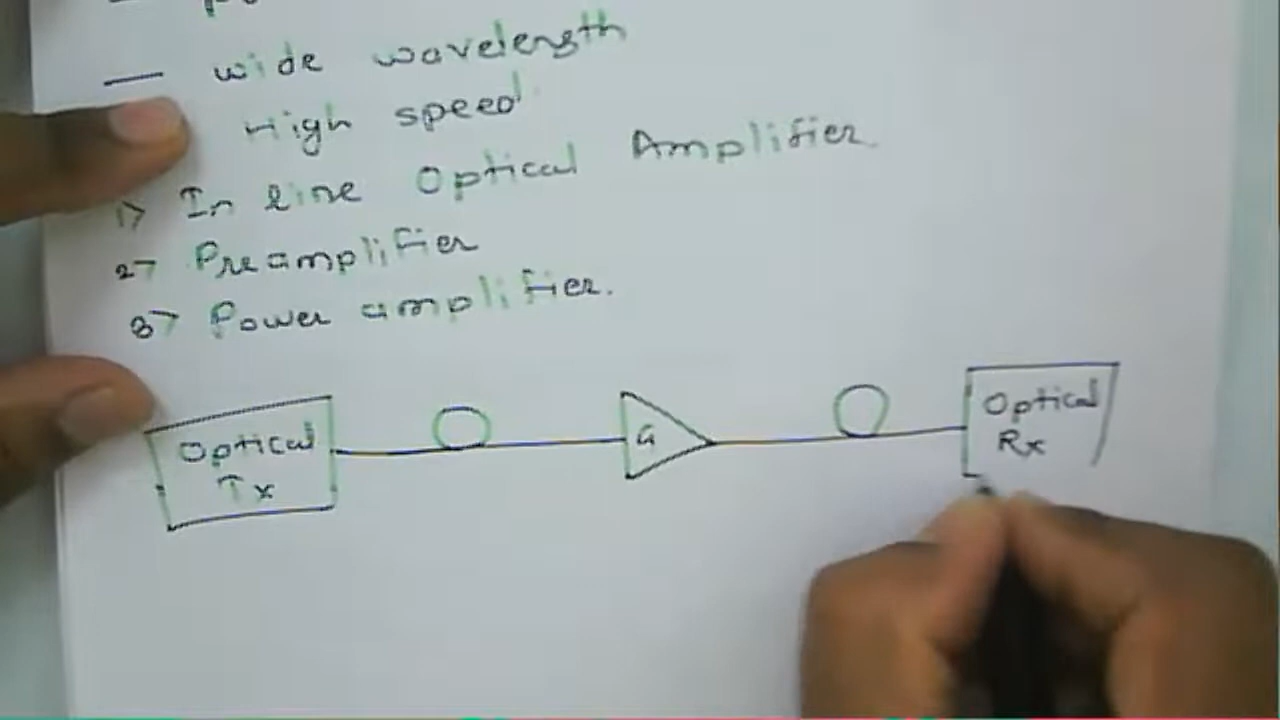 — wide wavelength
High speed
1> In line Optical Amplifier
2> Preamplifier
3> Power amplifier.
Optical
Tx
G
Optical
Rx